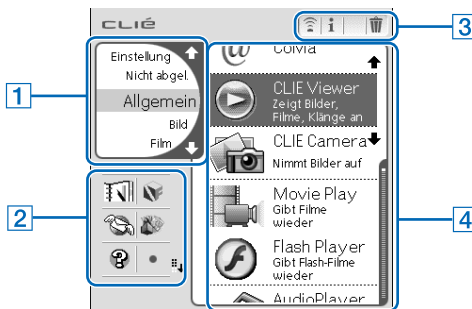 CLIÉ
i
3
1
Einstellung
Nicht abgel.
Allgemein
Bild
Film
2
?
@
Colvia
CLIE Viewer
Zeigt Bilder,
Filme, Klänge an
CLIE Camera
Nimmt Bilder auf
Movie Play
Gibt Filme
wieder
Flash Player
Gibt Flash-Filme
wieder
AudioPlayer
4